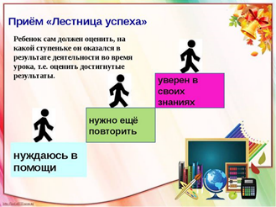 Приём «Лестница успеха»
Ребенок сам должен оценить, на
какой ступеньке он оказался в
результате деятельности во время
урока, т.е. оценить достигнутые
результаты.
уверен в
своих
знаниях
нужно ещё
повторить
нуждаюсь в
помощи